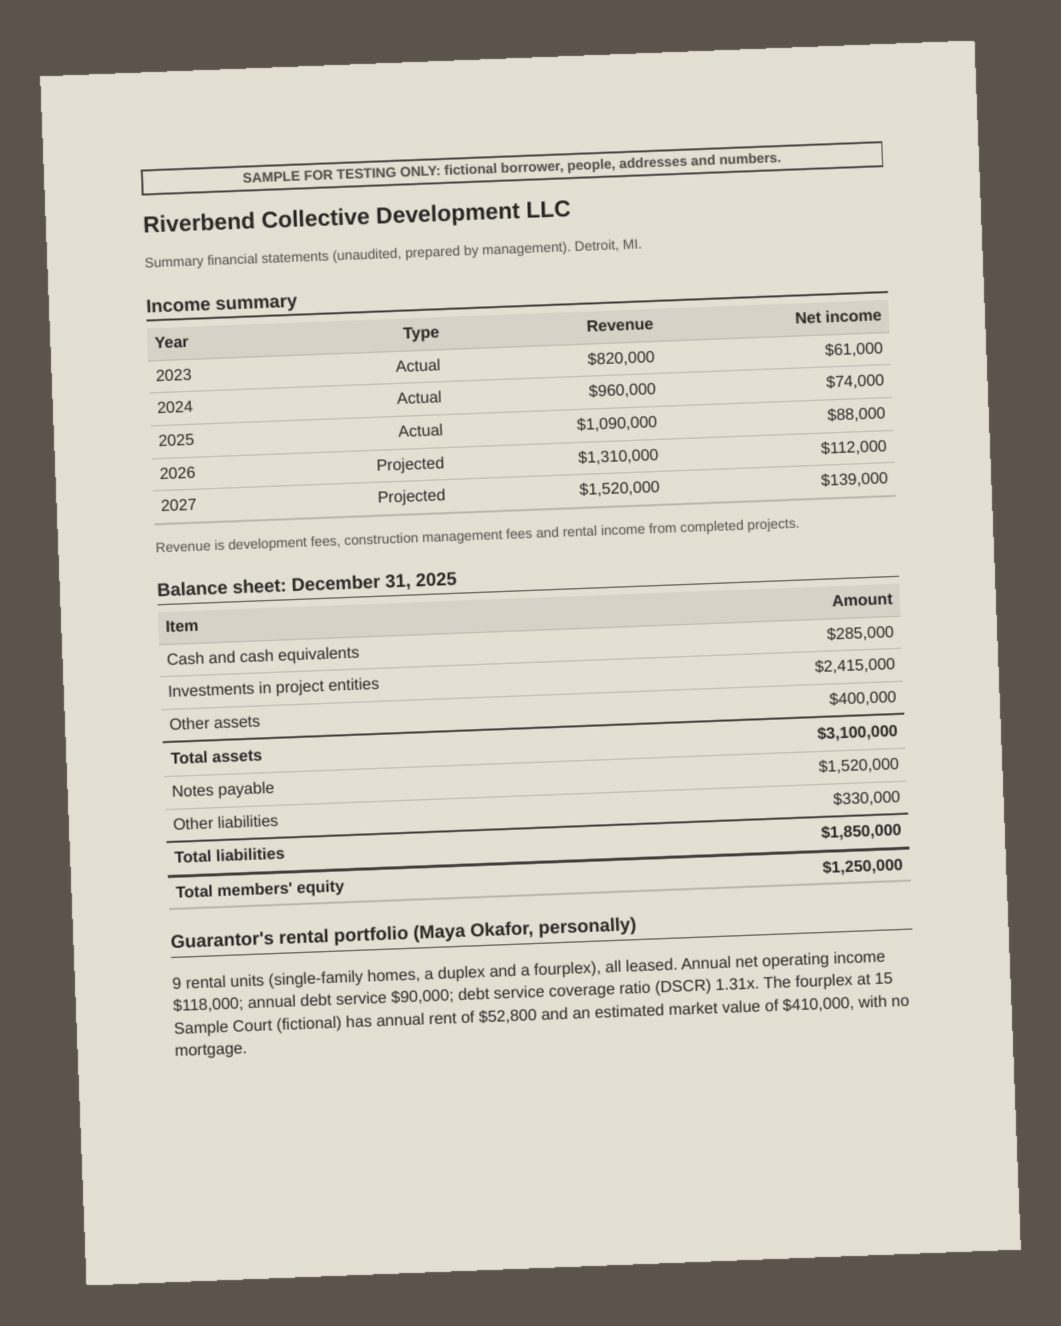 SAMPLE FOR TESTING ONLY: fictional borrower, people, addresses and numbers.
Riverbend Collective Development LLC
Summary financial statements (unaudited, prepared by management). Detroit, MI.
Income summary
Year Type Revenue Net income
2023 Actual $820,000 $61,000
2024 Actual $960,000 $74,000
2025 Actual $1,090,000 $88,000
2026 Projected $1,310,000 $112,000
2027 Projected $1,520,000 $139,000
Revenue is development fees, construction management fees and rental income from completed projects.
Balance sheet: December 31, 2025
Item Amount
Cash and cash equivalents $285,000
Investments in project entities $2,415,000
Other assets $400,000
Total assets $3,100,000
Notes payable $1,520,000
Other liabilities $330,000
Total liabilities $1,850,000
Total members' equity $1,250,000
Guarantor's rental portfolio (Maya Okafor, personally)
9 rental units (single-family homes, a duplex and a fourplex), all leased. Annual net operating income
$118,000; annual debt service $90,000; debt service coverage ratio (DSCR) 1.31x. The fourplex at 15
Sample Court (fictional) has annual rent of $52,800 and an estimated market value of $410,000, with no
mortgage.